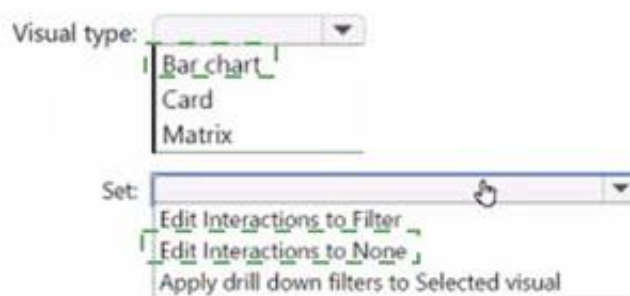 Visual type:
Bar chart
Card
Matrix
Set:
Edit Interactions to Filter
Edit Interactions to None
Apply drill down filters to Selected visual